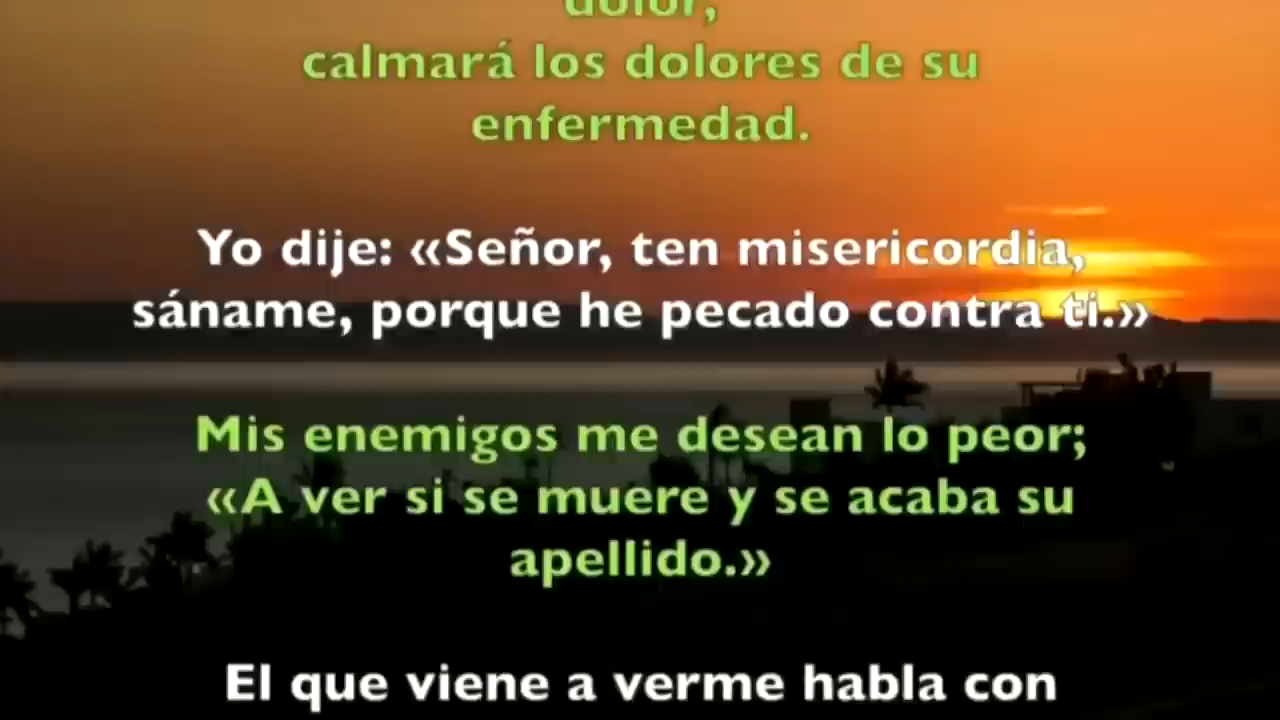 dolor,
calmará los dolores de su
enfermedad.
Yo dije: «Señor, ten misericordia,
sáname, porque he pecado contra ti.»
Mis enemigos me desean lo peor;
«A ver si se muere y se acaba su
apellido.»
El que viene a verme habla con